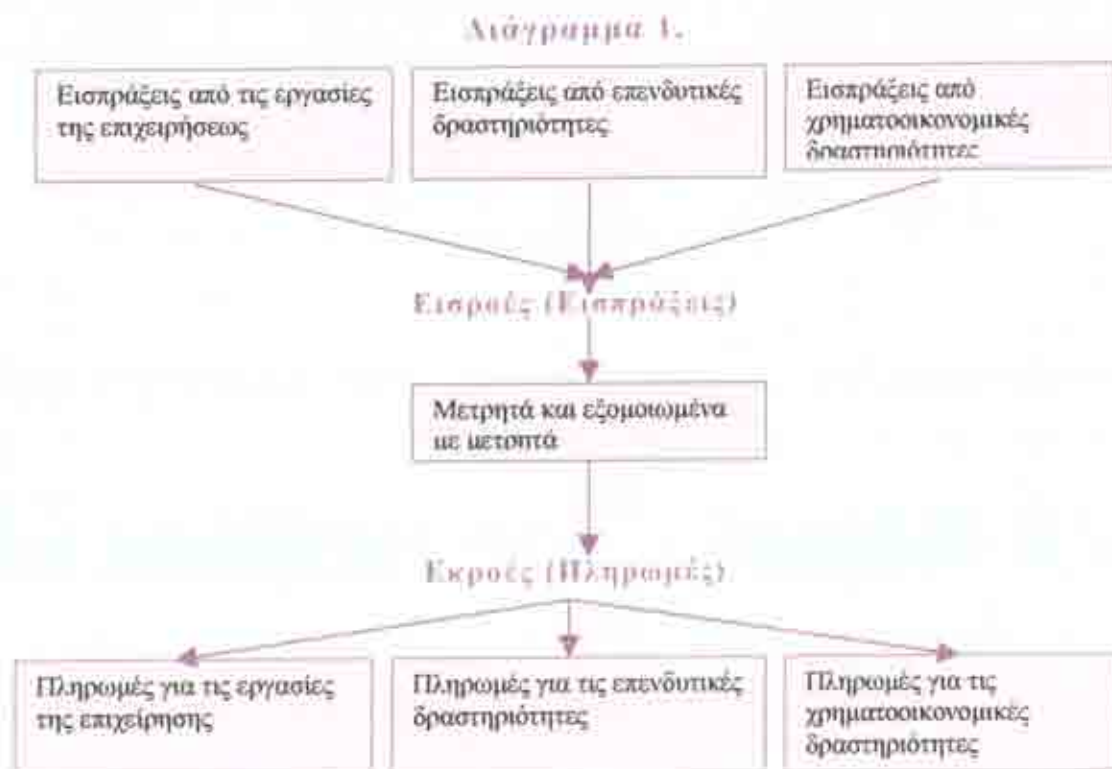 Διάγραμμα 1.
Εισπράξεις από τις εργασίες
της επιχειρήσεως
Εισπράξεις από επενδυτικές
δραστηριότητες
Εισπράξεις από
χρηματοοικονομικές
δραστηριότητες
Εισροές (Εισπράξεις)
Μετρητά και εξομοιωμένα
με μετρητά
Εκροές (Πληρωμές)
Πληρωμές για τις εργασίες
της επιχείρησης
Πληρωμές για τις επενδυτικές
δραστηριότητες
Πληρωμές για τις
χρηματοοικονομικές
δραστηριότητες